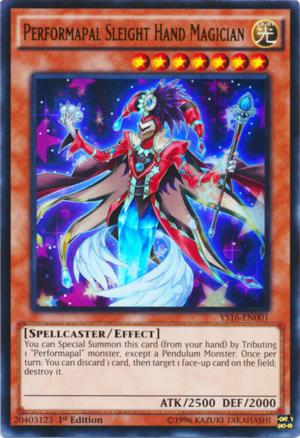 Performapal Sleight Hand Magician
LIGHT
光
YS16-EN001
[Spellcaster/Effect]
You can Special Summon this card (from your hand) by Tributing
1 "Performapal" monster, except a Pendulum Monster. Once per
turn: You can discard 1 card, then target 1 face-up card on the field;
destroy it.
ATK/2500 DEF/2000
20403123 1st Edition ©1996 KAZUKI TAKAHASHI